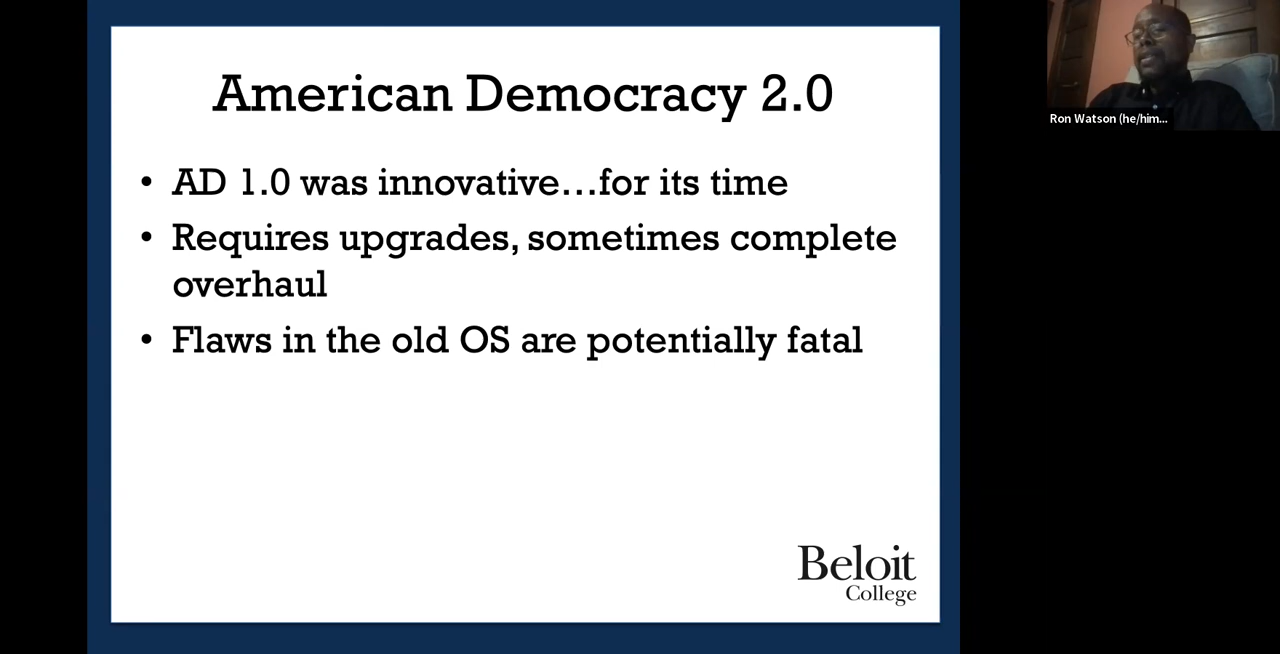 American Democracy 2.0
• AD 1.0 was innovative...for its time
• Requires upgrades, sometimes complete
overhaul
• Flaws in the old OS are potentially fatal
Beloit
College
Ron Watson (he/him...